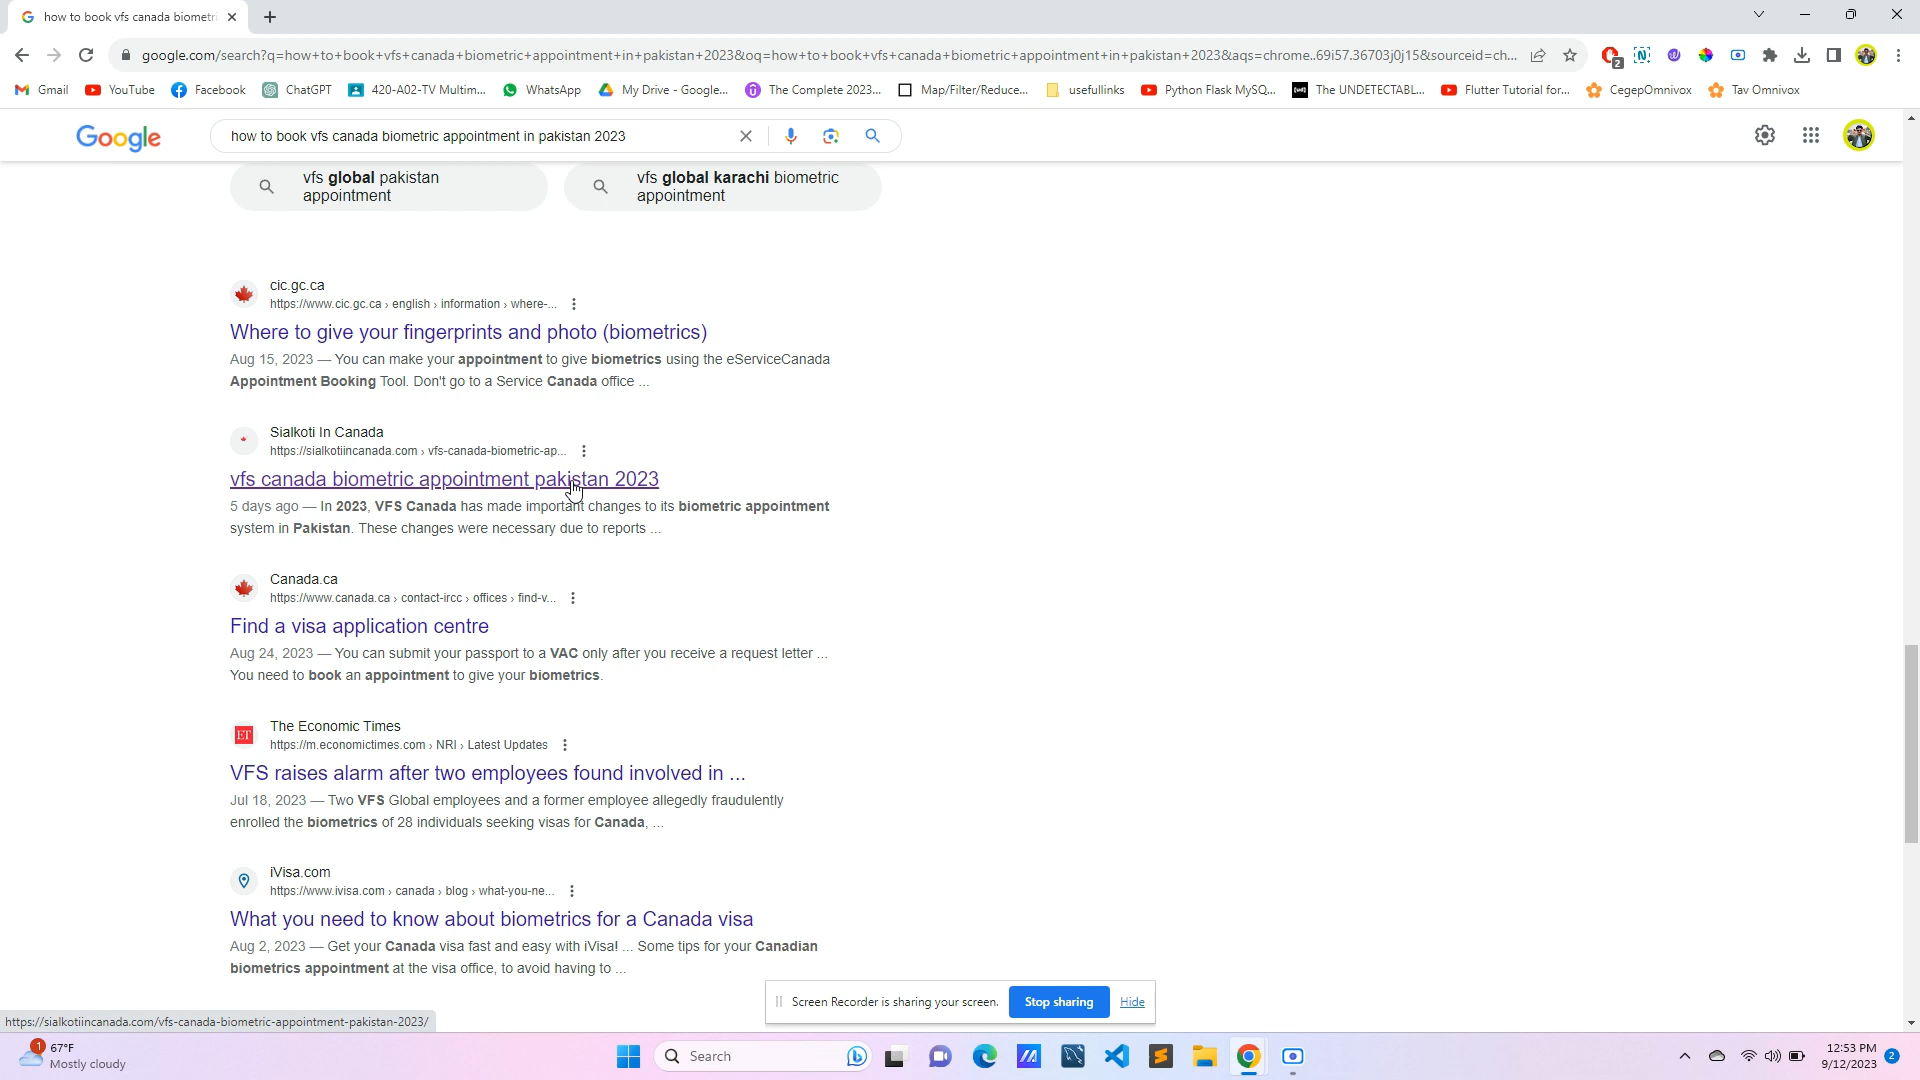 how to book vfs canada biometri
google.com/search?q=how+to+book+vfs+canada+biometric+appointment+in+pakistan+2023&oq=how+to+book+vfs+canada+biometric+appointment+in+pakistan+2023&aqs=chrome..69i57.36703j0j15&sourceid=ch...
2
Gmail YouTube Facebook ChatGPT 420-A02-TV Multim... WhatsApp My Drive - Google... The Complete 2023... Map/Filter/Reduce... usefullinks Python Flask MySQ... The UNDETECTABL... Flutter Tutorial for... CegepOmnivox Tav Omnivox
Google how to book vfs canada biometric appointment in pakistan 2023
vfs global pakistan
appointment
vfs global karachi biometric
appointment
cic.gc.ca
https://www.cic.gc.ca › english › information › where-...
Where to give your fingerprints and photo (biometrics)
Aug 15, 2023 — You can make your appointment to give biometrics using the eServiceCanada
Appointment Booking Tool. Don't go to a Service Canada office ...
Sialkoti In Canada
https://sialkotiincanada.com › vfs-canada-biometric-ap...
vfs canada biometric appointment pakistan 2023
5 days ago — In 2023, VFS Canada has made important changes to its biometric appointment
system in Pakistan. These changes were necessary due to reports ...
Canada.ca
https://www.canada.ca › contact-ircc › offices › find-v...
Find a visa application centre
Aug 24, 2023 — You can submit your passport to a VAC only after you receive a request letter ...
You need to book an appointment to give your biometrics.
The Economic Times
https://m.economictimes.com › NRI › Latest Updates
VFS raises alarm after two employees found involved in ...
Jul 18, 2023 — Two VFS Global employees and a former employee allegedly fraudulently
enrolled the biometrics of 28 individuals seeking visas for Canada, ...
iVisa.com
https://www.ivisa.com › canada › blog › what-you-ne...
What you need to know about biometrics for a Canada visa
Aug 2, 2023 — Get your Canada visa fast and easy with iVisa! ... Some tips for your Canadian
biometrics appointment at the visa office, to avoid having to ...
Screen Recorder is sharing your screen. Stop sharing Hide
https://sialkotiincanada.com/vfs-canada-biometric-appointment-pakistan-2023/
1
67°F
Mostly cloudy
Search
12:53 PM
9/12/2023
2